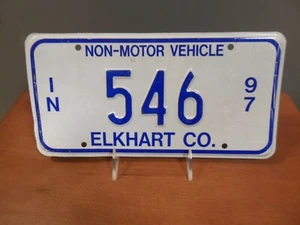 NON-MOTOR VEHICLE
IN 546 97
ELKHART CO.